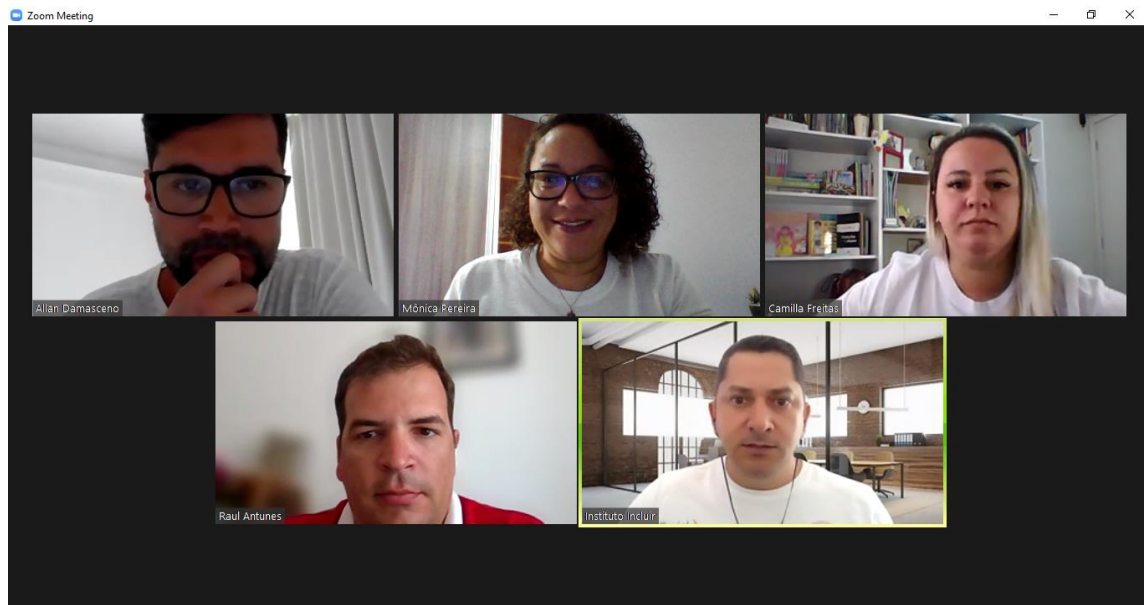 Zoom Meeting
Allan Damasceno
Mônica Pereira
Camilla Freitas
Raul Antunes
Instituto Incluir